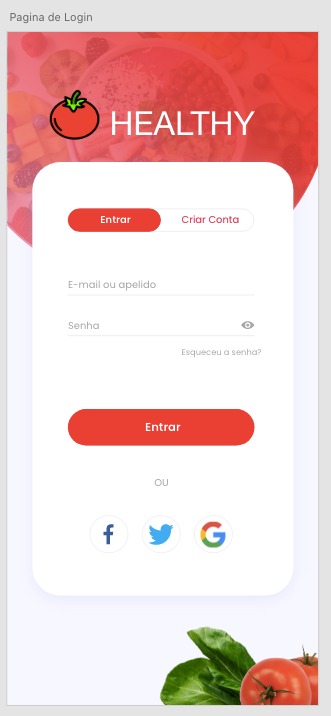 Pagina de Login
HEALTHY
Entrar
Criar Conta
E-mail ou apelido
Senha
Esqueceu a senha?
Entrar
OU